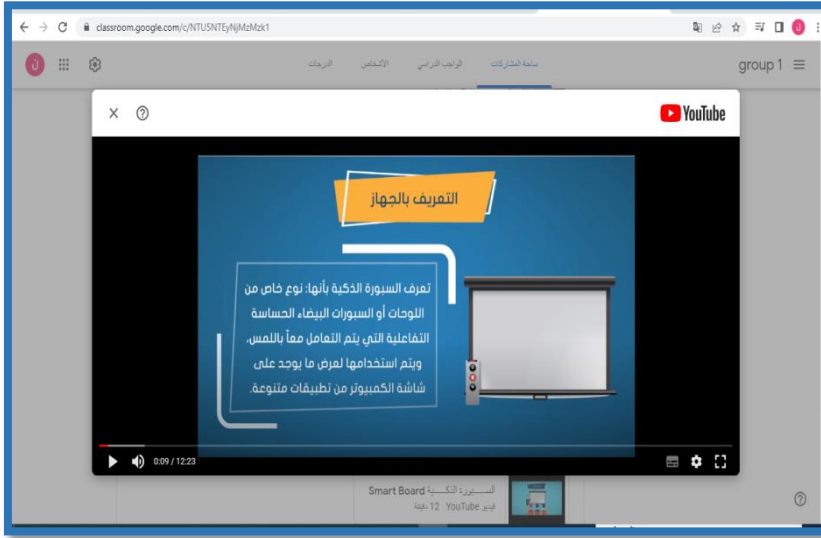 classroom.google.com/c/NTU5NTEyNjMzMzk1
ن
group 1
ساحة المشاركات
الواجب الدراسي
الأشخاص
الدرجات
ن
YouTube
التعريف بالجهاز
تعرف السبورة الذكية بأنها: نوع خاص من
اللوحات أو السبورات البيضاء الحساسة
التفاعلية التي يتم التعامل معاً باللمس،
ويتم استخدامها لعرض ما يوجد على
شاشة الكمبيوتر من تطبيقات متنوعة.
0:09 / 12:23
السبورة الذكية Smart Board
فيديو YouTube 12 دقيقة